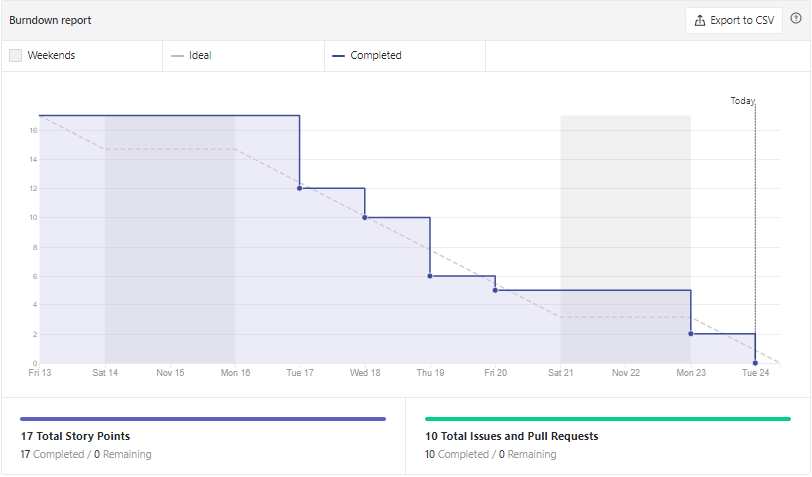 Burndown report
Export to CSV
Weekends
Ideal
Completed
Today
16
14
12
10
8
6
4
2
0
Fri 13 Sat 14 Nov 15 Mon 16 Tue 17 Wed 18 Thu 19 Fri 20 Sat 21 Nov 22 Mon 23 Tue 24
17 Total Story Points
17 Completed / 0 Remaining
10 Total Issues and Pull Requests
10 Completed / 0 Remaining